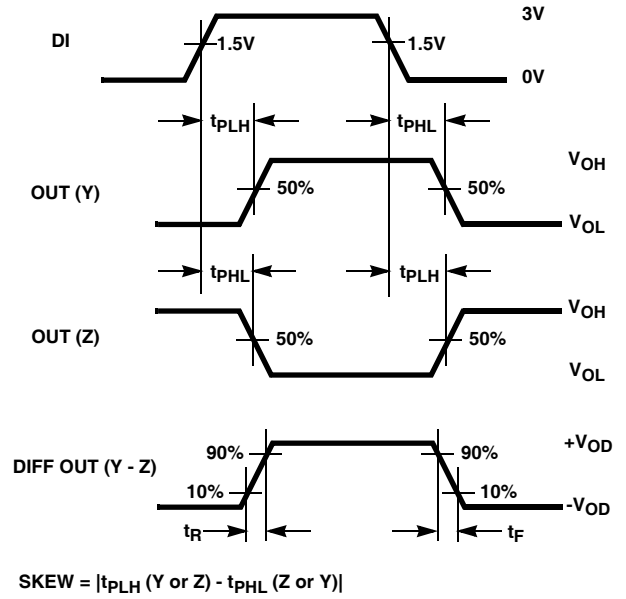 3V
DI
1.5V
1.5V
0V
tPLH
tPHL
VOH
OUT (Y)
50%
50%
VOL
tPHL
tPLH
VOH
OUT (Z)
50%
50%
VOL
+VOD
DIFF OUT (Y - Z)
90%
90%
10%
10%
-VOD
tR
tF
SKEW = |tPLH (Y or Z) - tPHL (Z or Y)|